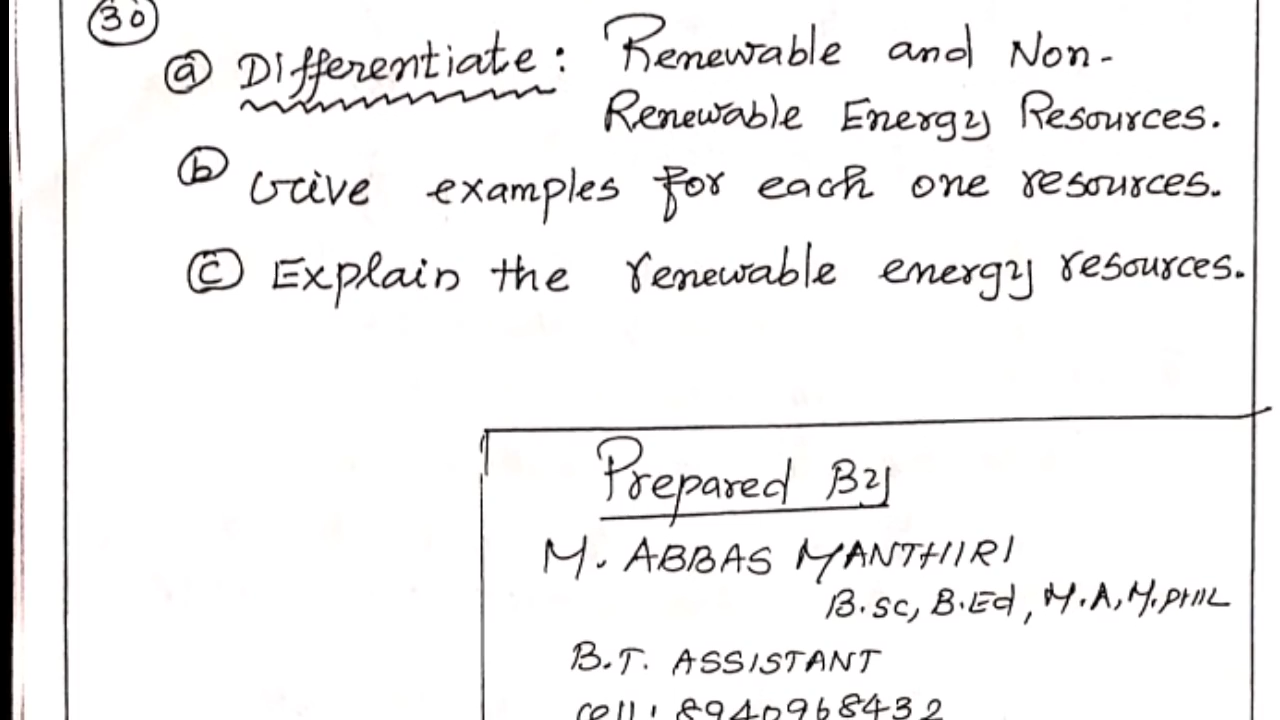 30
a Differentiate: Renewable and Non-
Renewable Energy Resources.
b Give examples for each one resources.
c Explain the renewable energy resources.
Prepared By
M. ABBAS MANTHIRI
B.SC, B.Ed, M.A, M.PHIL
B.T. ASSISTANT
Cell: 8940968432